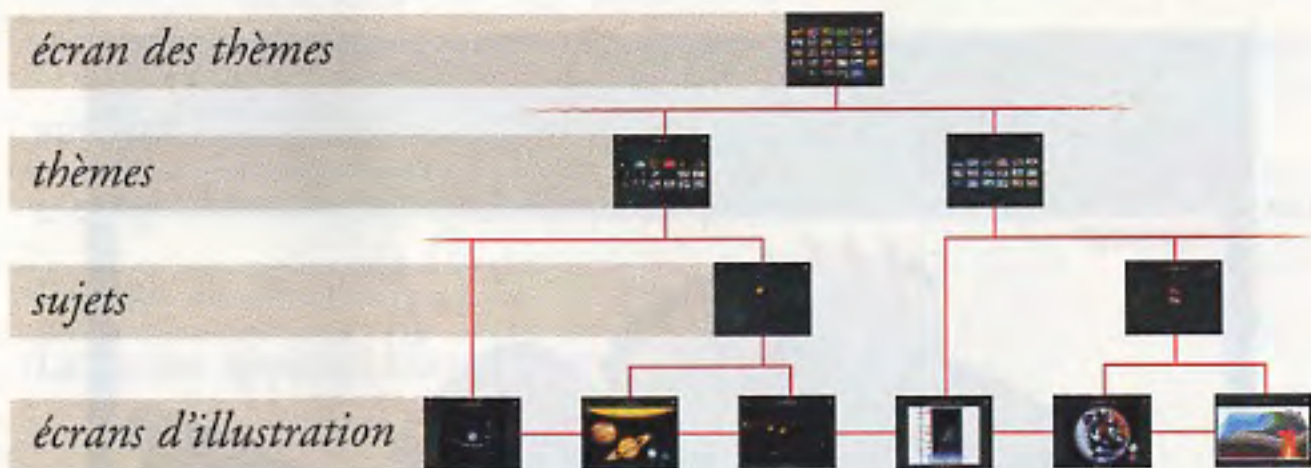 écran des thèmes
thèmes
sujets
écrans d'illustration